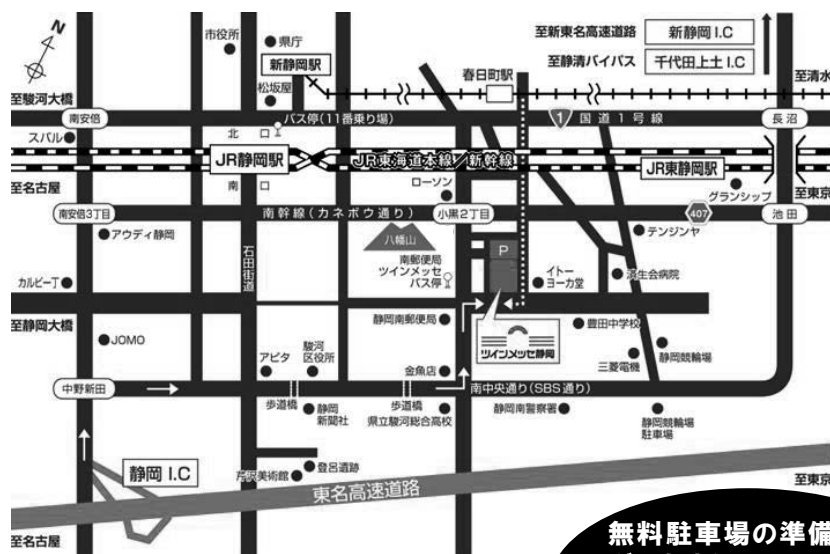 N
市役所
県庁
至新東名高速道路
新静岡 I.C
至静清バイパス
千代田上土 I.C
新静岡駅
春日町駅
至清水
松坂屋
至駿河大橋
南安倍
バス停(11番乗り場)
1
国道1号線
長沼
スバル
北口
JR静岡駅
JR東海道本線/新幹線
JR東静岡駅
至名古屋
南口
ローソン
グランシップ
至東京
南安倍3丁目
南幹線(カネボウ通り)
小黒2丁目
407
池田
アウディ静岡
八幡山
P
テンジンヤ
石田街道
南郵便局
ツインメッセ
バス停
カルビー丁
イトー
ヨーカ堂
済生会病院
至静岡大橋
静岡南郵便局
豊田中学校
ツインメッセ静岡
JOMO
アピタ
駿河
区役所
金魚店
三菱電機
静岡競輪場
中野新田
南中央通り(SBS通り)
歩道橋
静岡
新聞社
歩道橋
県立駿河総合高校
静岡南警察署
静岡競輪場
駐車場
静岡 I.C
芹沢美術館
登呂遺跡
東名高速道路
至東京
至名古屋
無料駐車場の準備